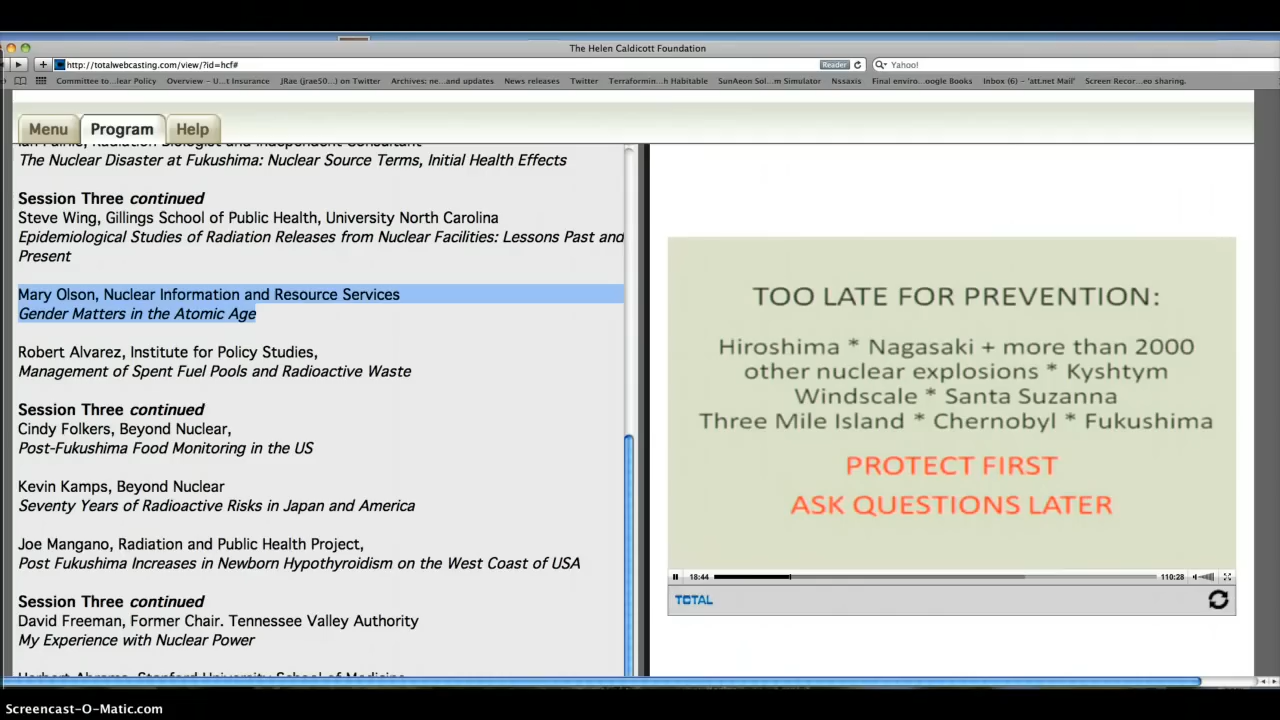 The Helen Caldicott Foundation
http://totalwebcasting.com/view/?id=hcf#
Reader
Yahoo!
Committee to...lear Policy
Overview – U...t Insurance
JRae (jrae50...) on Twitter
Archives: ne...and updates
News releases
Twitter
Terraformin...h Habitable
SunAeon Sol...m Simulator
Nssaxis
Final enviro...oogle Books
Inbox (6) – 'att.net Mail'
Screen Recor...eo sharing.
Menu
Program
Help
The Nuclear Disaster at Fukushima: Nuclear Source Terms, Initial Health Effects
Session Three continued
Steve Wing, Gillings School of Public Health, University North Carolina
Epidemiological Studies of Radiation Releases from Nuclear Facilities: Lessons Past and
Present
Mary Olson, Nuclear Information and Resource Services
Gender Matters in the Atomic Age
Robert Alvarez, Institute for Policy Studies,
Management of Spent Fuel Pools and Radioactive Waste
Session Three continued
Cindy Folkers, Beyond Nuclear,
Post-Fukushima Food Monitoring in the US
Kevin Kamps, Beyond Nuclear
Seventy Years of Radioactive Risks in Japan and America
Joe Mangano, Radiation and Public Health Project,
Post Fukushima Increases in Newborn Hypothyroidism on the West Coast of USA
Session Three continued
David Freeman, Former Chair. Tennessee Valley Authority
My Experience with Nuclear Power
Herbert Abrams, Stanford University School of Medicine
TOO LATE FOR PREVENTION:
Hiroshima * Nagasaki + more than 2000
other nuclear explosions * Kyshtym
Windscale * Santa Suzanna
Three Mile Island * Chernobyl * Fukushima
PROTECT FIRST
ASK QUESTIONS LATER
18:44
110:28
TOTAL
Screencast-O-Matic.com